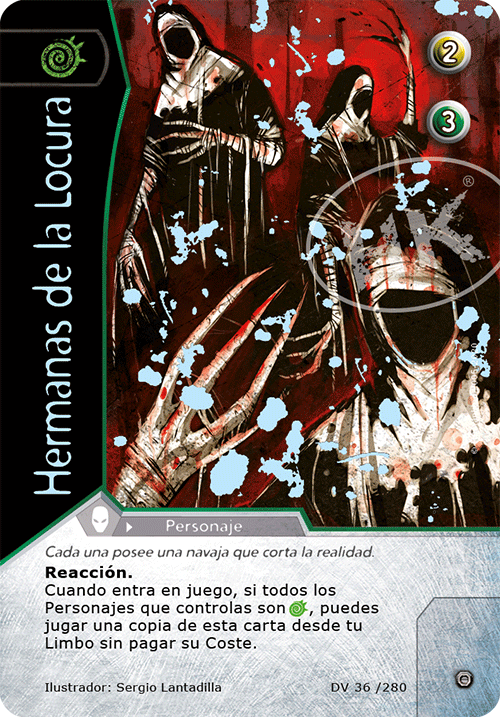 2
3
Hermanas de la Locura
HK
®
Personaje
Cada una posee una navaja que corta la realidad.
Reacción.
Cuando entra en juego, si todos los
Personajes que controlas son , puedes
jugar una copia de esta carta desde tu
Limbo sin pagar su Coste.
Ilustrador: Sergio Lantadilla
DV 36 /280